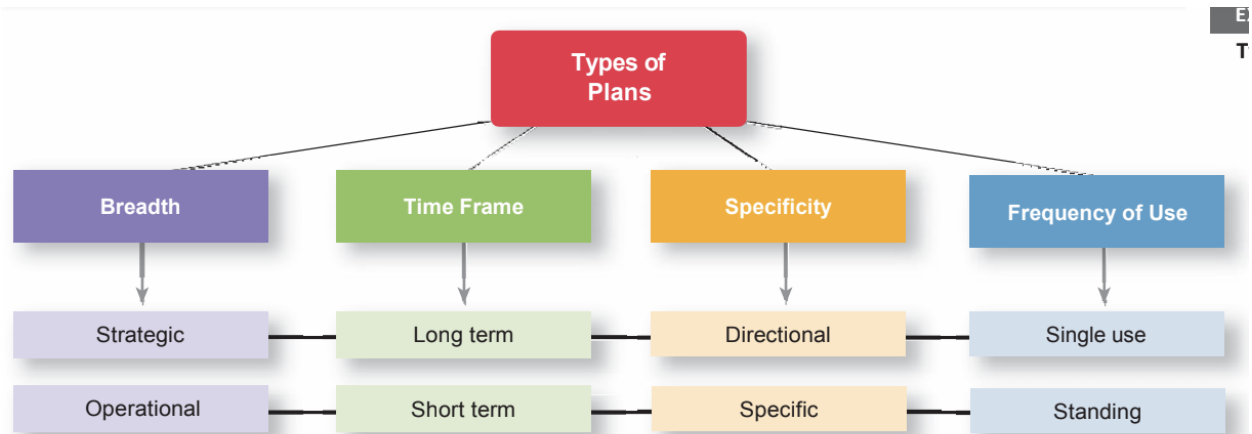 Types of
Plans
Breadth
Time Frame
Specificity
Frequency of Use
Strategic
Long term
Directional
Single use
Operational
Short term
Specific
Standing